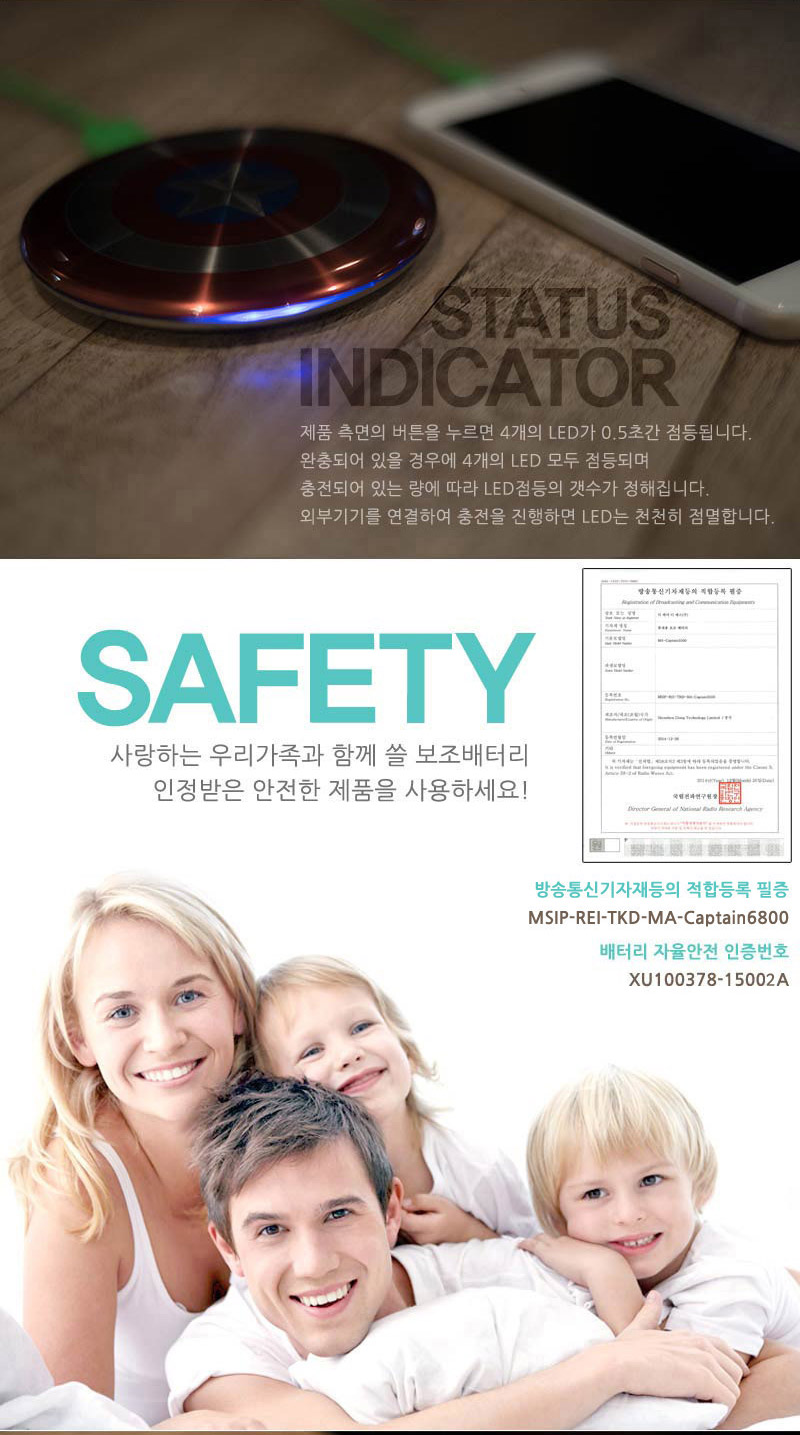 STATUS
INDICATOR
제품 측면의 버튼을 누르면 4개의 LED가 0.5초간 점등됩니다.
완충되어 있을 경우에 4개의 LED 모두 점등되며
충전되어 있는 량에 따라 LED점등의 갯수가 정해집니다.
외부기기를 연결하여 충전을 진행하면 LED는 천천히 점멸합니다.
SAFETY
사랑하는 우리가족과 함께 쓸 보조배터리
인정받은 안전한 제품을 사용하세요!
방송통신기자재등의 적합등록 필증
Registration of Broadcasting and Communication Equipments
MA-Captain6800
MSIP-REI-TKD-MA-Captain6800
국립전파연구원장
Director General of National Radio Research Agency
방송통신기자재등의 적합등록 필증
MSIP-REI-TKD-MA-Captain6800
배터리 자율안전 인증번호
XU100378-15002A